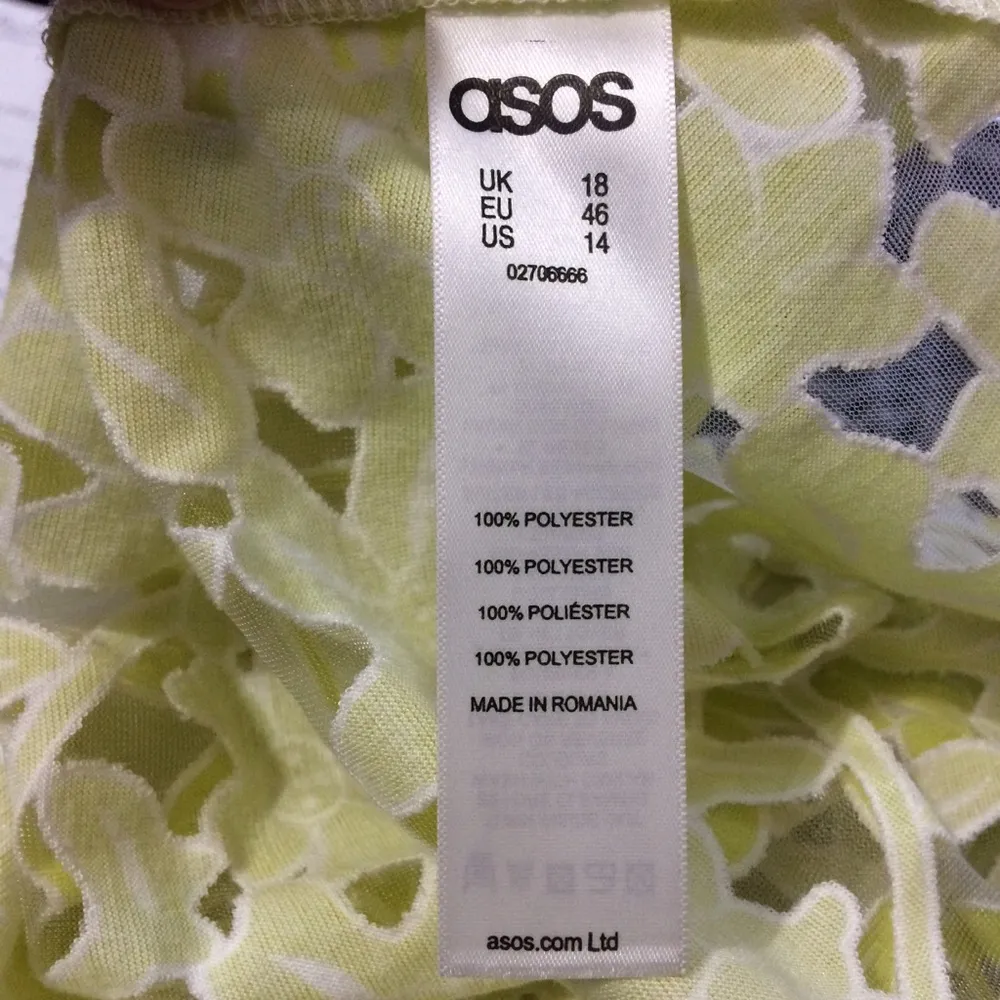 asos
UK 18
EU 46
US 14
02706666
100% POLYESTER
100% POLYESTER
100% POLIÉSTER
100% POLYESTER
MADE IN ROMANIA
asos.com Ltd